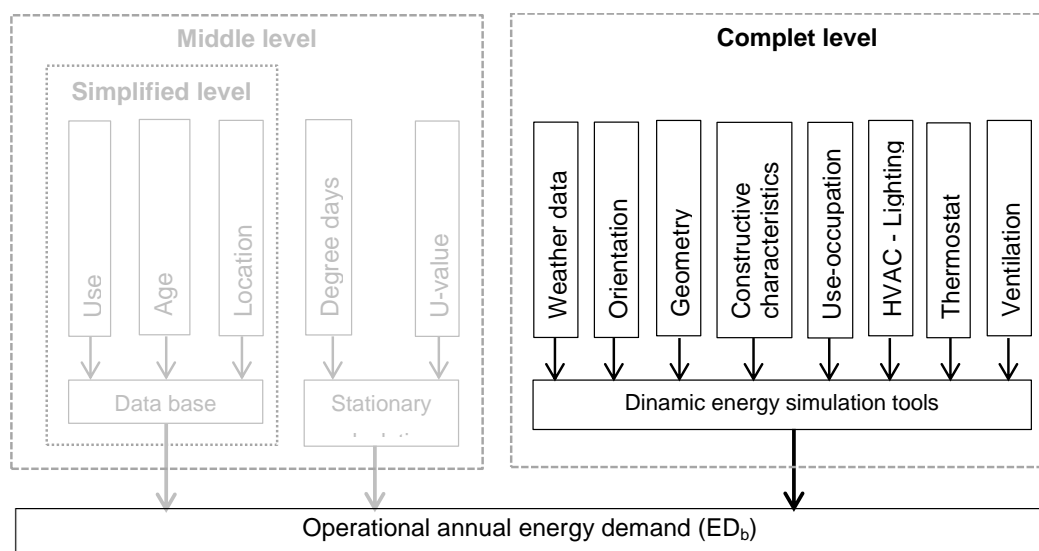 Middle level
Simplified level
Use
Age
Location
Degree days
U-value
Data base
Stationary
Complet level
Weather data
Orientation
Geometry
Constructive
characteristics
Use-occupation
HVAC - Lighting
Thermostat
Ventilation
Dinamic energy simulation tools
Operational annual energy demand (ED_b)